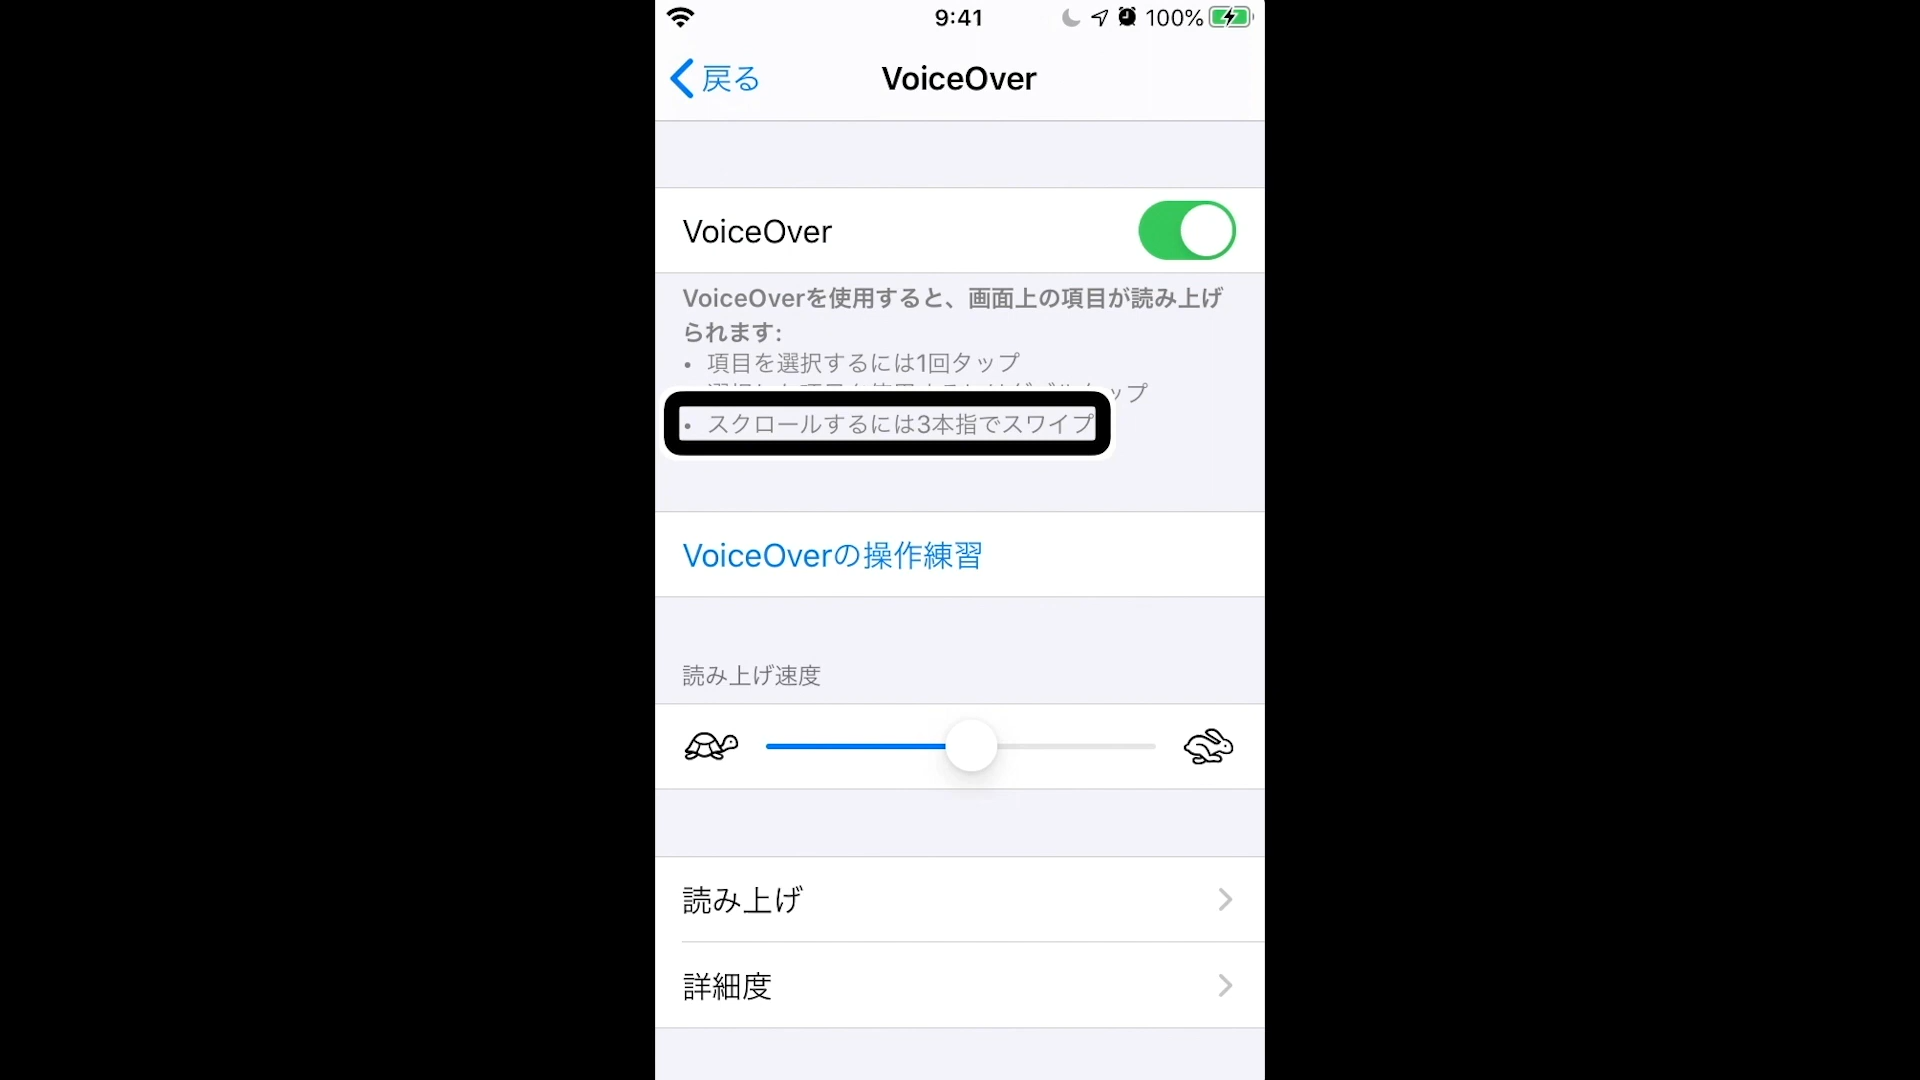 9:41
100%
戻る
VoiceOver
VoiceOver
VoiceOverを使用すると、画面上の項目が読み上げ
られます:
• 項目を選択するには1回タップ
ップ
• スクロールするには3本指でスワイプ
VoiceOverの操作練習
読み上げ速度
読み上げ
詳細度